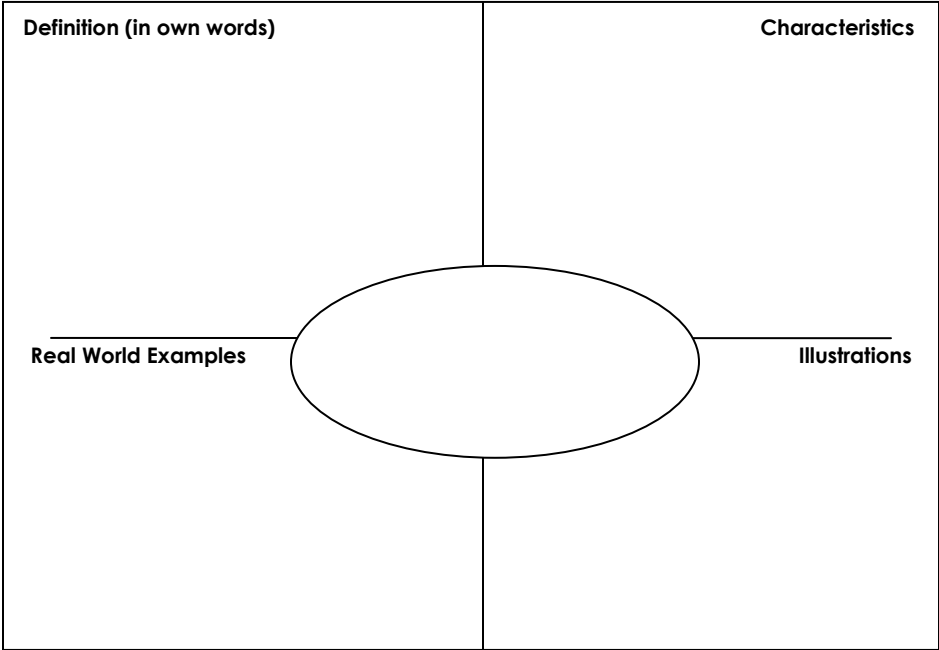 Definition (in own words)
Characteristics
Real World Examples
Illustrations